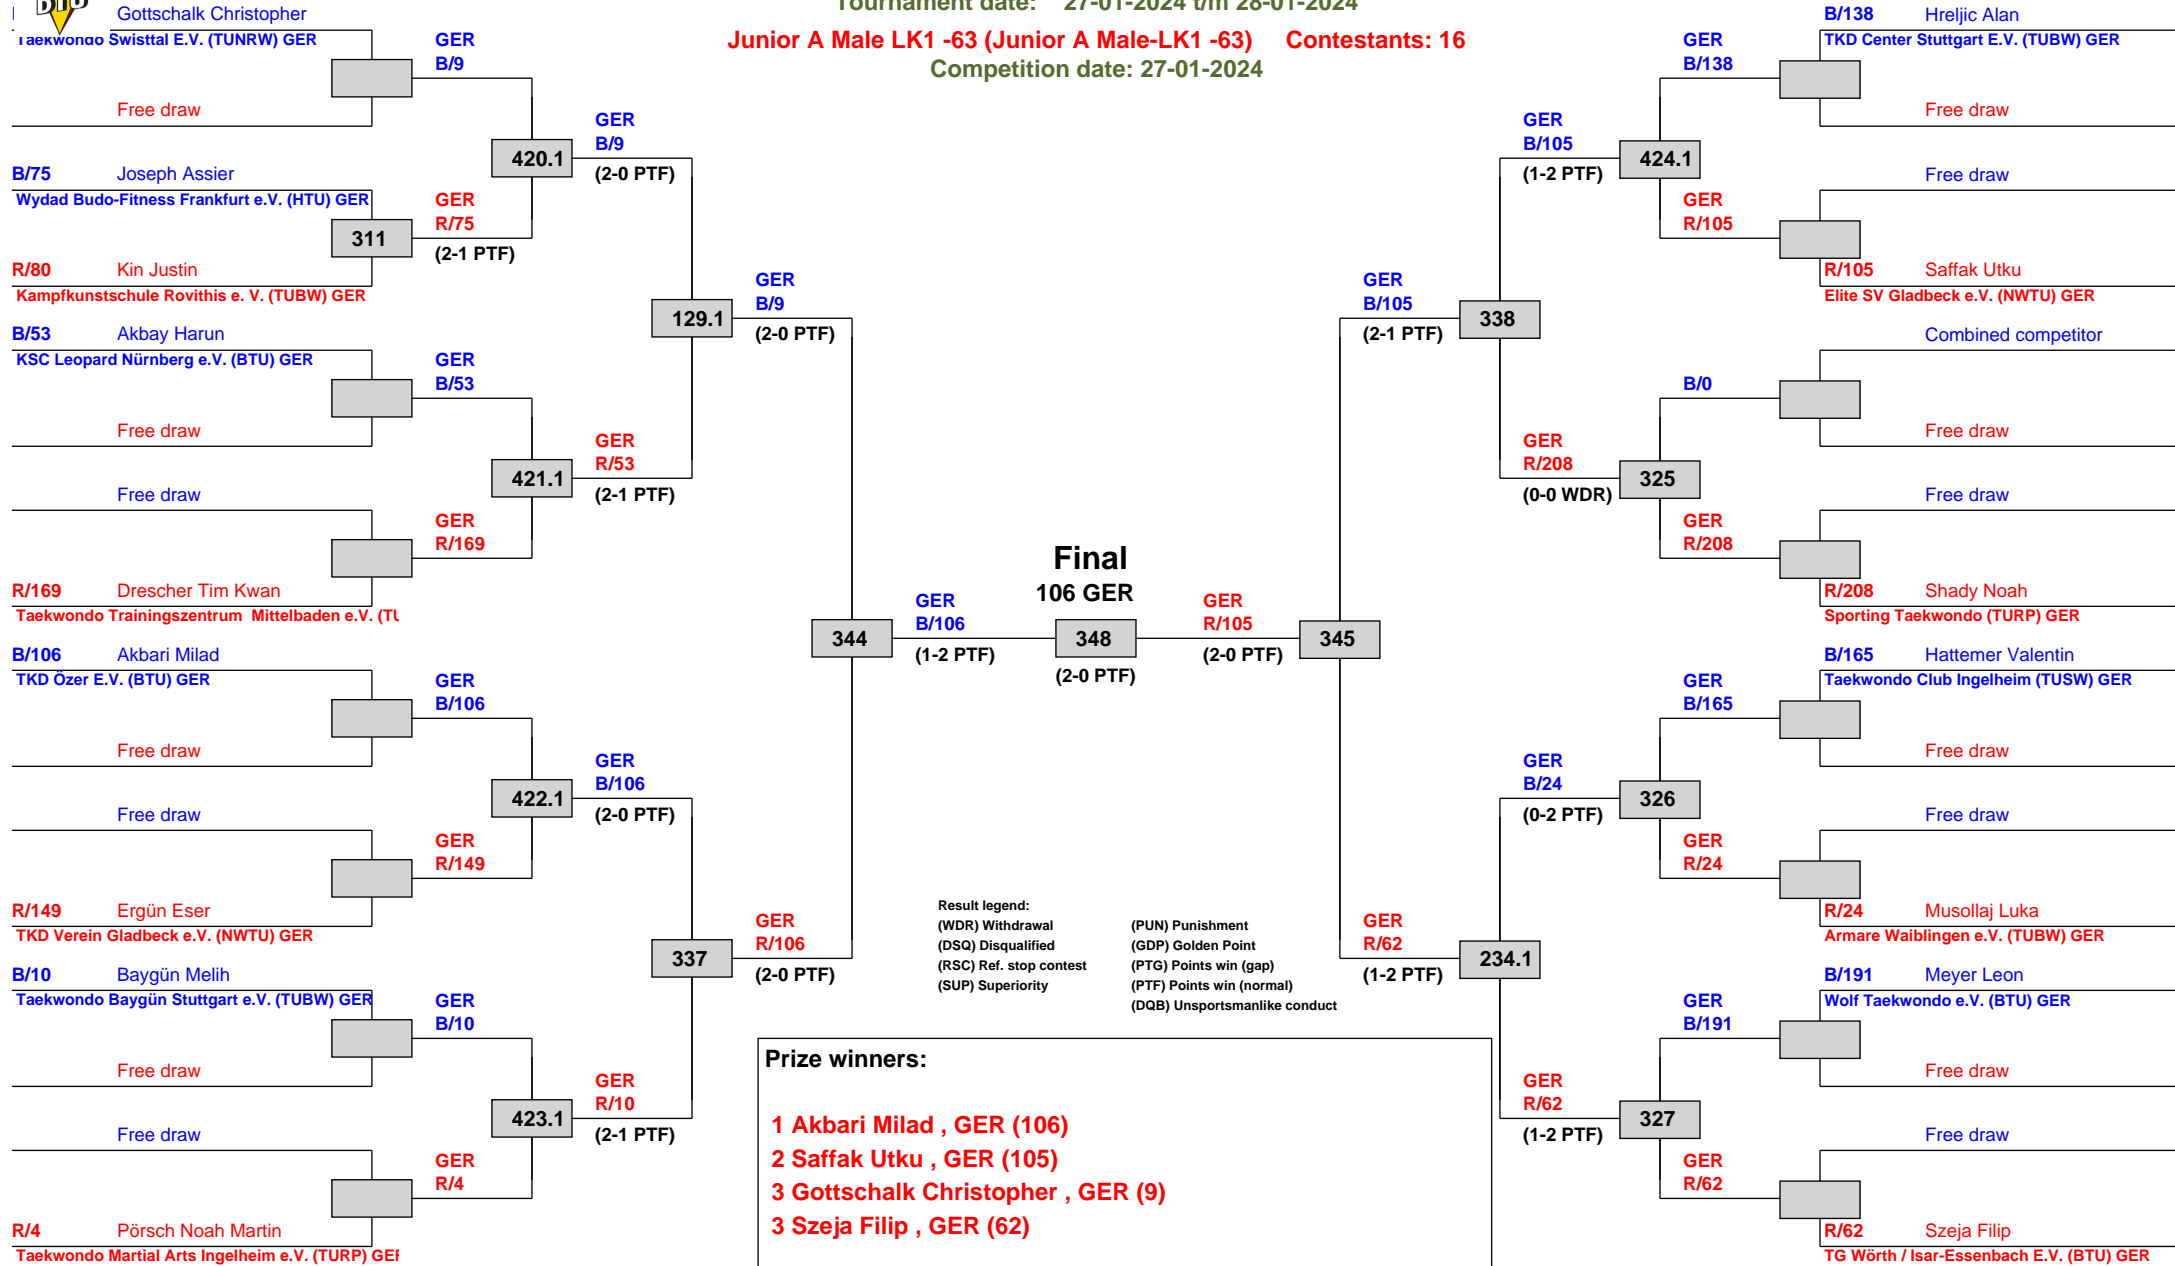 DTU
Tournament date: 27-01-2024 t/m 28-01-2024
Junior A Male LK1 -63 (Junior A Male-LK1 -63) Contestants: 16
Competition date: 27-01-2024
Gottschalk Christopher
Taekwondo Swisttal E.V. (TUNRW) GER
Free draw
B/75 Joseph Assier
Wydad Budo-Fitness Frankfurt e.V. (HTU) GER
311
R/80 Kin Justin
Kampfkunstschule Rovithis e. V. (TUBW) GER
B/53 Akbay Harun
KSC Leopard Nürnberg e.V. (BTU) GER
Free draw
Free draw
R/169 Drescher Tim Kwan
Taekwondo Trainingszentrum Mittelbaden e.V. (TU
B/106 Akbari Milad
TKD Özer E.V. (BTU) GER
Free draw
Free draw
R/149 Ergün Eser
TKD Verein Gladbeck e.V. (NWTU) GER
B/10 Baygün Melih
Taekwondo Baygün Stuttgart e.V. (TUBW) GER
Free draw
Free draw
R/4 Pörsch Noah Martin
Taekwondo Martial Arts Ingelheim e.V. (TURP) GER
GER
B/9
GER
R/75
(2-1 PTF)
GER
B/53
GER
R/169
GER
B/106
GER
R/149
GER
B/10
GER
R/4
420.1
421.1
422.1
423.1
GER
B/9
(2-0 PTF)
GER
R/53
(2-1 PTF)
GER
B/106
(2-0 PTF)
GER
R/10
(2-1 PTF)
129.1
337
GER
B/9
(2-0 PTF)
GER
R/106
(2-0 PTF)
344
GER
B/106
(1-2 PTF)
Final
106 GER
348
(2-0 PTF)
GER
R/105
(2-0 PTF)
345
GER
B/105
(2-1 PTF)
GER
R/62
(1-2 PTF)
338
234.1
GER
B/105
(1-2 PTF)
GER
R/208
(0-0 WDR)
GER
B/24
(0-2 PTF)
GER
R/62
(1-2 PTF)
424.1
325
326
327
GER
B/138
GER
R/105
B/0
GER
R/208
GER
B/165
GER
R/24
GER
B/191
GER
R/62
B/138 Hreljic Alan
TKD Center Stuttgart E.V. (TUBW) GER
Free draw
Free draw
R/105 Saffak Utku
Elite SV Gladbeck e.V. (NWTU) GER
Combined competitor
Free draw
Free draw
R/208 Shady Noah
Sporting Taekwondo (TURP) GER
B/165 Hattemer Valentin
Taekwondo Club Ingelheim (TUSW) GER
Free draw
Free draw
R/24 Musollaj Luka
Armare Waiblingen e.V. (TUBW) GER
B/191 Meyer Leon
Wolf Taekwondo e.V. (BTU) GER
Free draw
Free draw
R/62 Szeja Filip
TG Wörth / Isar-Essenbach E.V. (BTU) GER
Result legend:
(WDR) Withdrawal (PUN) Punishment
(DSQ) Disqualified (GDP) Golden Point
(RSC) Ref. stop contest (PTG) Points win (gap)
(SUP) Superiority (PTF) Points win (normal)
(DQB) Unsportsmanlike conduct
Prize winners:
1 Akbari Milad , GER (106)
2 Saffak Utku , GER (105)
3 Gottschalk Christopher , GER (9)
3 Szeja Filip , GER (62)